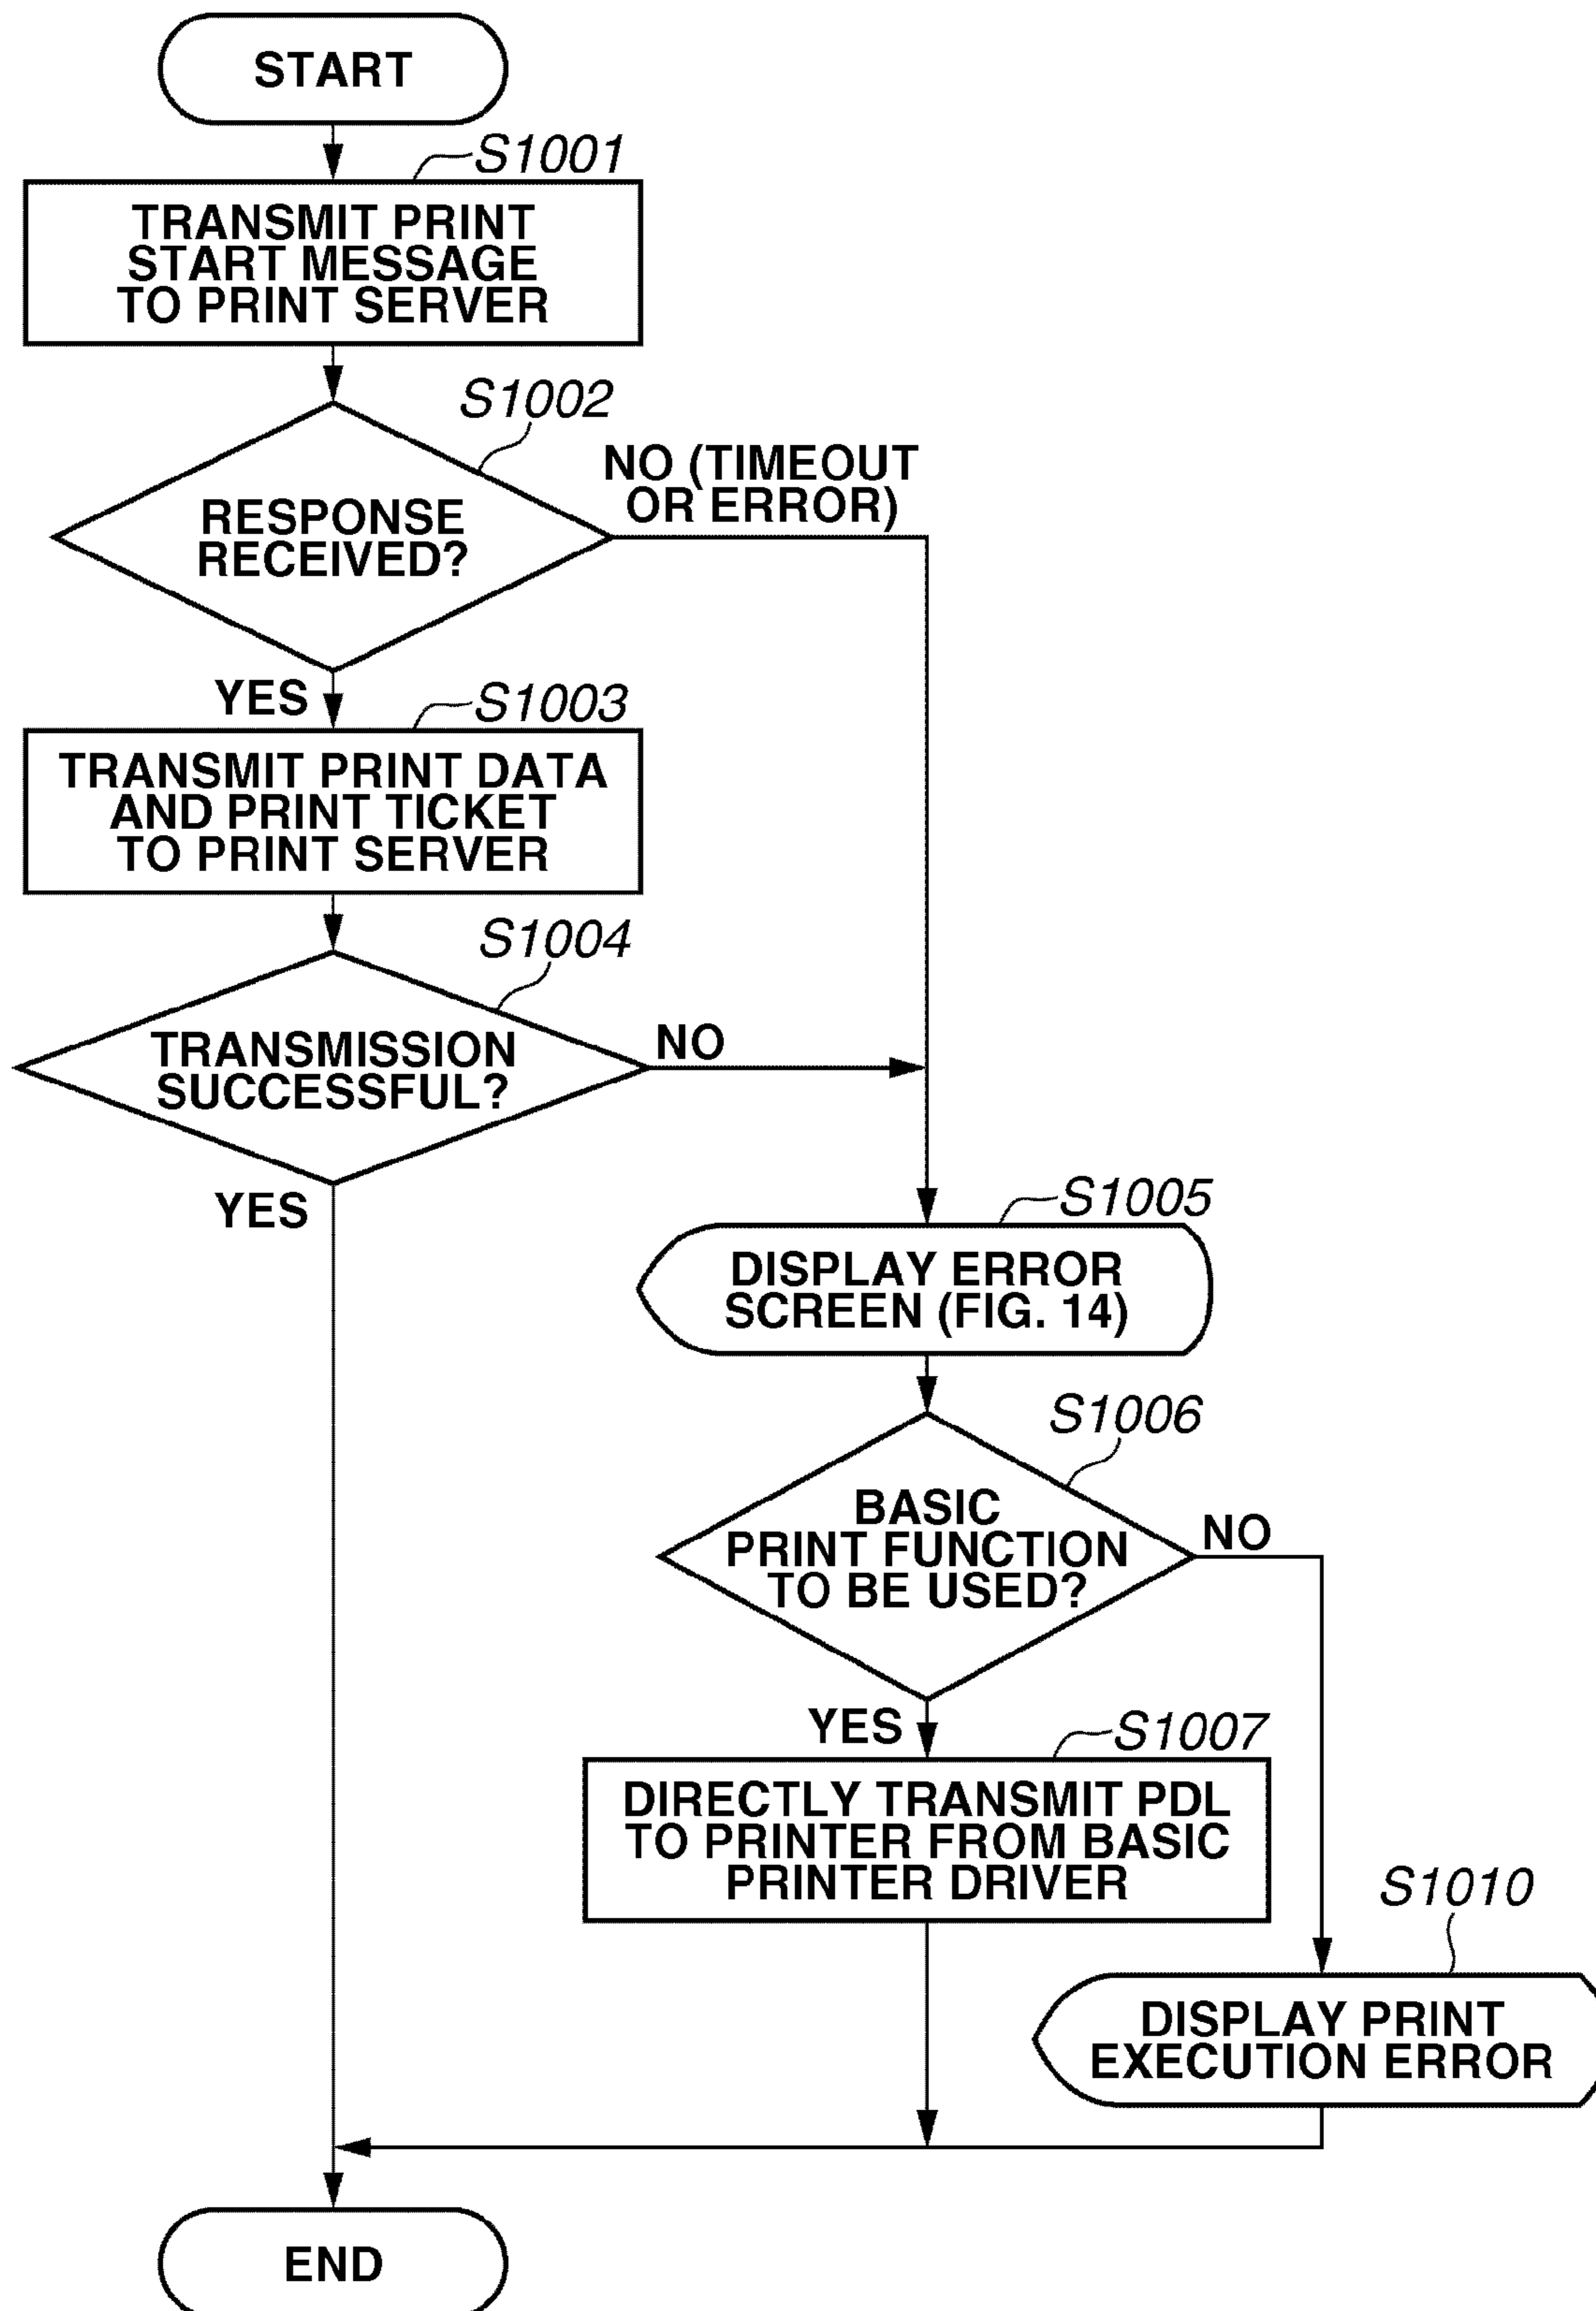 START
S1001
TRANSMIT PRINT
START MESSAGE
TO PRINT SERVER
S1002
NO (TIMEOUT
OR ERROR)
RESPONSE
RECEIVED?
YES
S1003
TRANSMIT PRINT DATA
AND PRINT TICKET
TO PRINT SERVER
S1004
TRANSMISSION
SUCCESSFUL?
NO
YES
S1005
DISPLAY ERROR
SCREEN (FIG. 14)
S1006
BASIC
PRINT FUNCTION
TO BE USED?
NO
YES
S1007
DIRECTLY TRANSMIT PDL
TO PRINTER FROM BASIC
PRINTER DRIVER
S1010
DISPLAY PRINT
EXECUTION ERROR
END